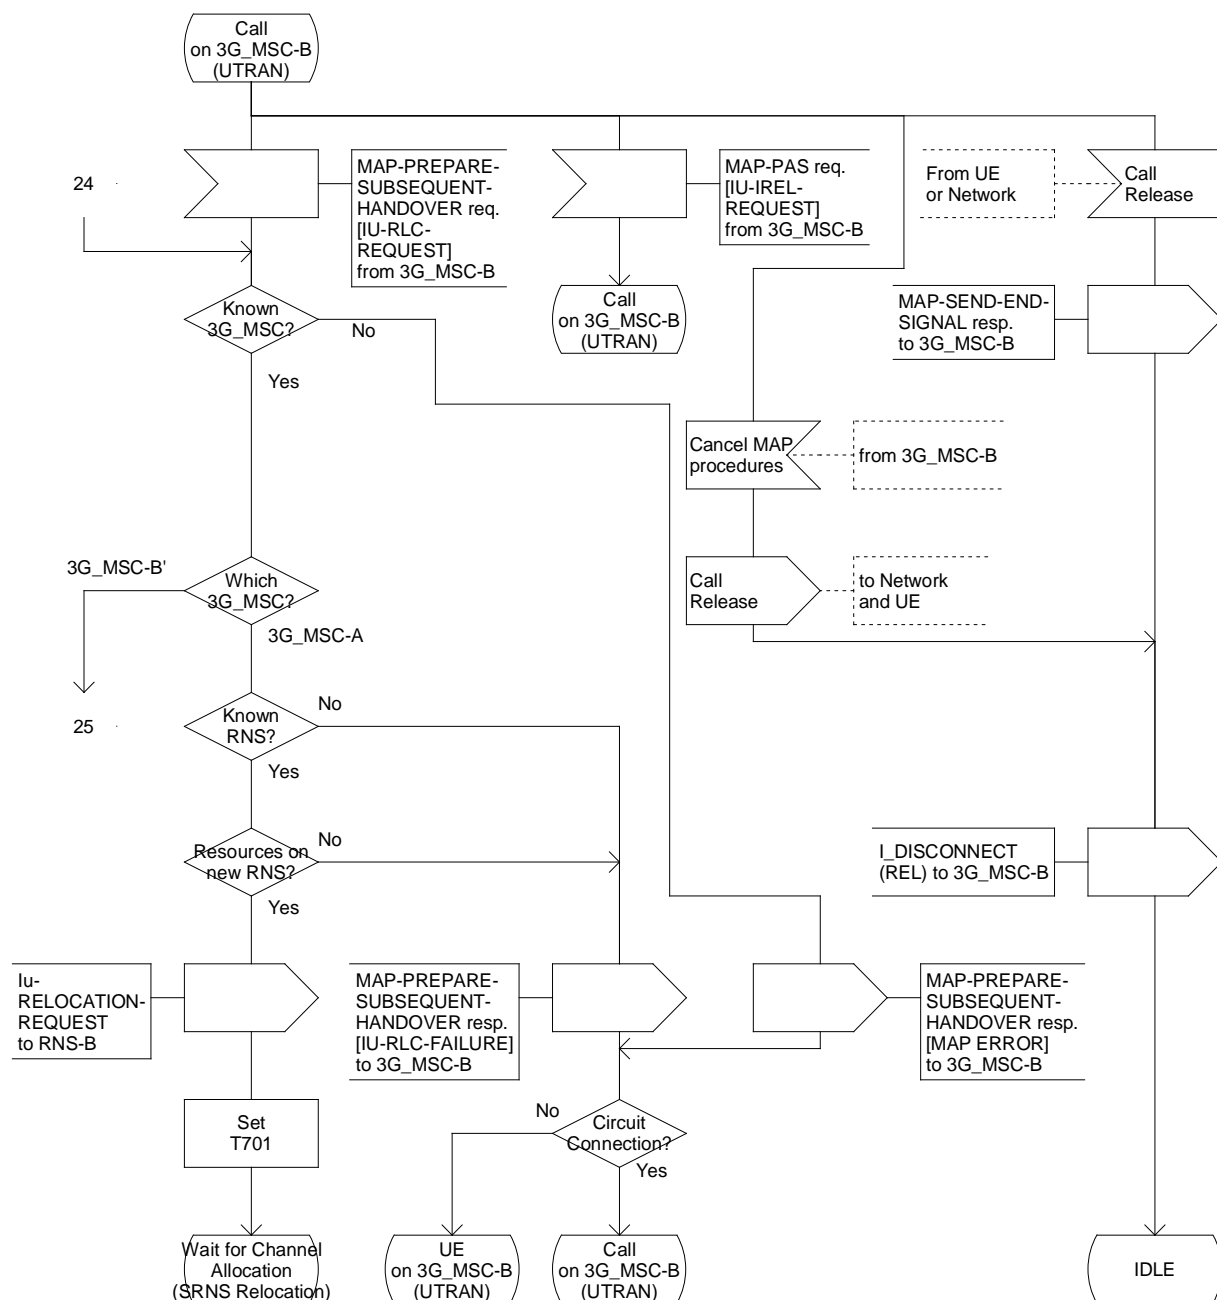 Call
on 3G_MSC-B
(UTRAN)
24
MAP-PREPARE-
SUBSEQUENT-
HANDOVER req.
[IU-RLC-
REQUEST]
from 3G_MSC-B
MAP-PAS req.
[IU-IREL-
REQUEST]
from 3G_MSC-B
From UE
or Network
Call
Release
Known
3G_MSC?
No
Yes
Call
on 3G_MSC-B
(UTRAN)
MAP-SEND-END-
SIGNAL resp.
to 3G_MSC-B
Cancel MAP
procedures
from 3G_MSC-B
3G_MSC-B'
Which
3G_MSC?
3G_MSC-A
Call
Release
to Network
and UE
25
Known
RNS?
No
Yes
Resources on
new RNS?
No
Yes
I_DISCONNECT
(REL) to 3G_MSC-B
Iu-
RELOCATION-
REQUEST
to RNS-B
MAP-PREPARE-
SUBSEQUENT-
HANDOVER resp.
[IU-RLC-FAILURE]
to 3G_MSC-B
MAP-PREPARE-
SUBSEQUENT-
HANDOVER resp.
[MAP ERROR]
to 3G_MSC-B
Set
T701
No
Circuit
Connection?
Yes
Wait for Channel
Allocation
(SRNS Relocation)
UE
on 3G_MSC-B
(UTRAN)
Call
on 3G_MSC-B
(UTRAN)
IDLE